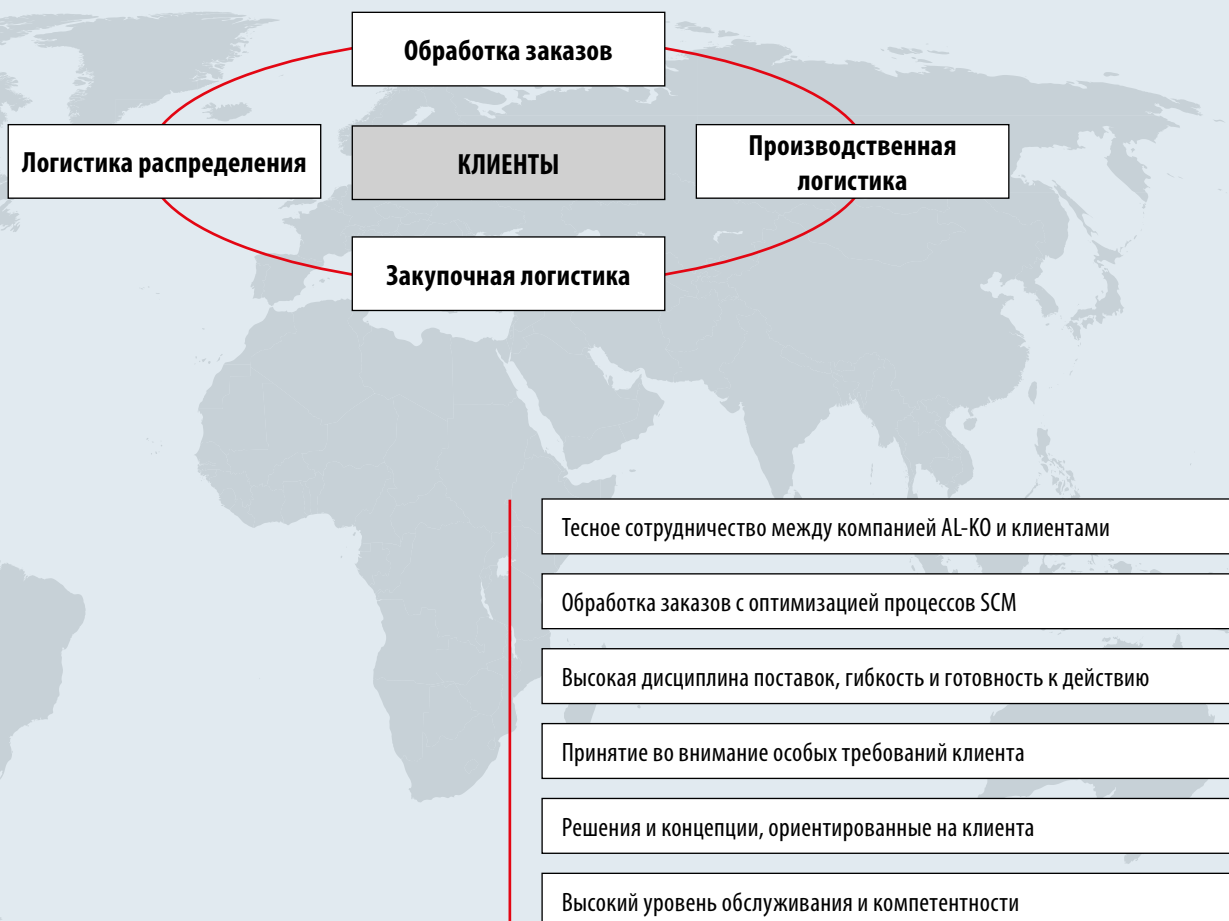 Обработка заказов
Логистика распределения
КЛИЕНТЫ
Производственная
логистика
Закупочная логистика
Тесное сотрудничество между компанией AL-KO и клиентами
Обработка заказов с оптимизацией процессов SCM
Высокая дисциплина поставок, гибкость и готовность к действию
Принятие во внимание особых требований клиента
Решения и концепции, ориентированные на клиента
Высокий уровень обслуживания и компетентности